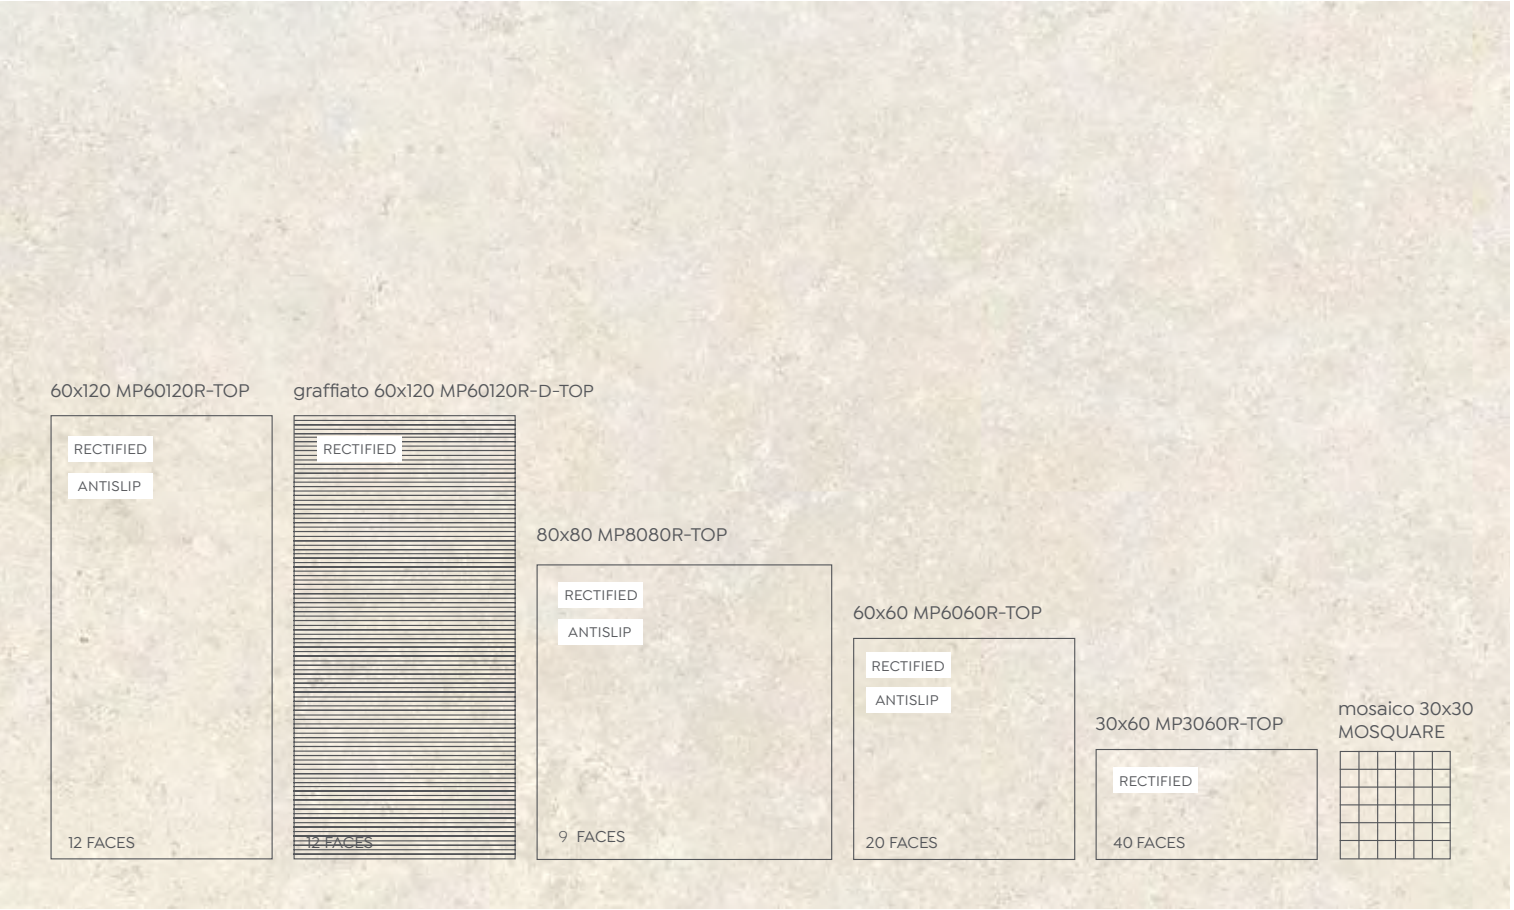 60x120 MP60120R-TOP
RECTIFIED
ANTISLIP
12 FACES
graffiato 60x120 MP60120R-D-TOP
RECTIFIED
12 FACES
80x80 MP8080R-TOP
RECTIFIED
ANTISLIP
9 FACES
60x60 MP6060R-TOP
RECTIFIED
ANTISLIP
20 FACES
30x60 MP3060R-TOP
RECTIFIED
40 FACES
mosaico 30x30
MOSQUARE